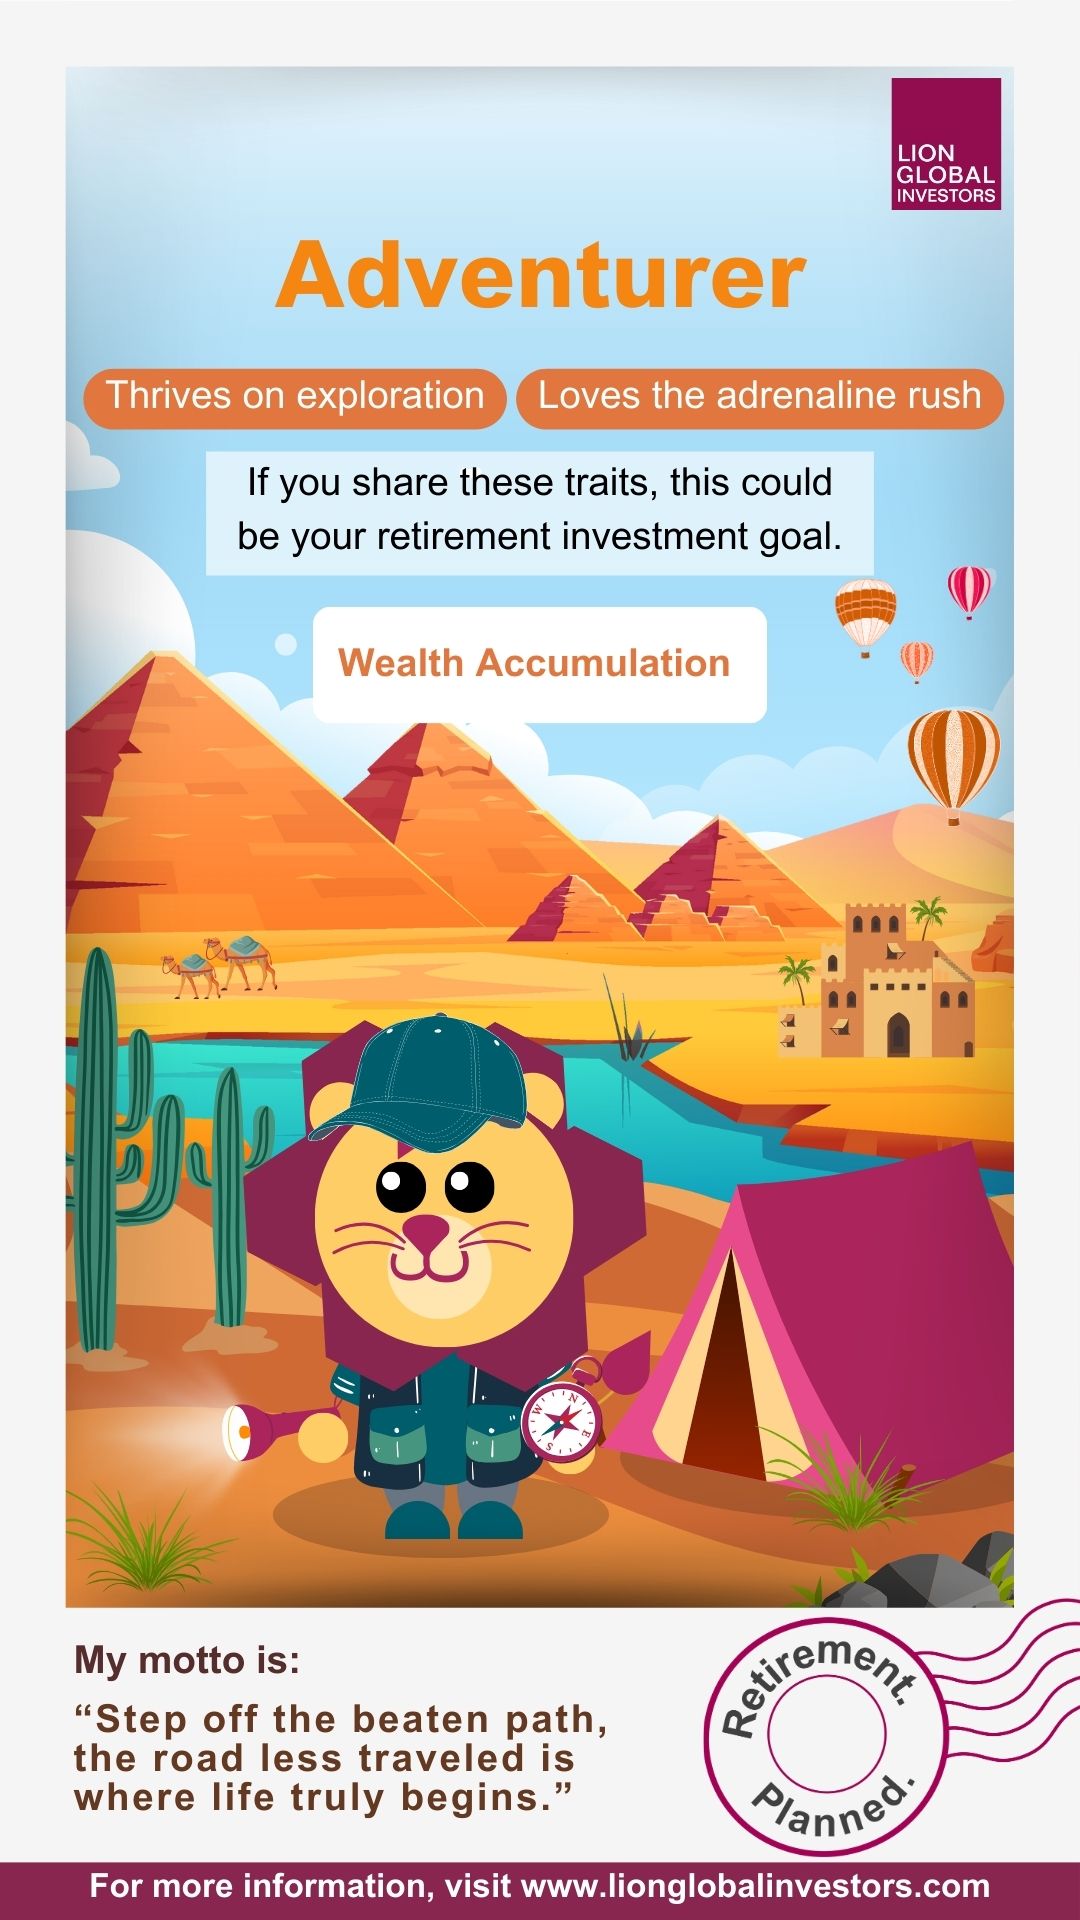 LION
GLOBAL
INVESTORS
Adventurer
Thrives on exploration
Loves the adrenaline rush
If you share these traits, this could
be your retirement investment goal.
Wealth Accumulation
N
W
E
S
My motto is:
“Step off the beaten path,
the road less traveled is
where life truly begins.”
Retirement.
Planned.
For more information, visit www.lionglobalinvestors.com